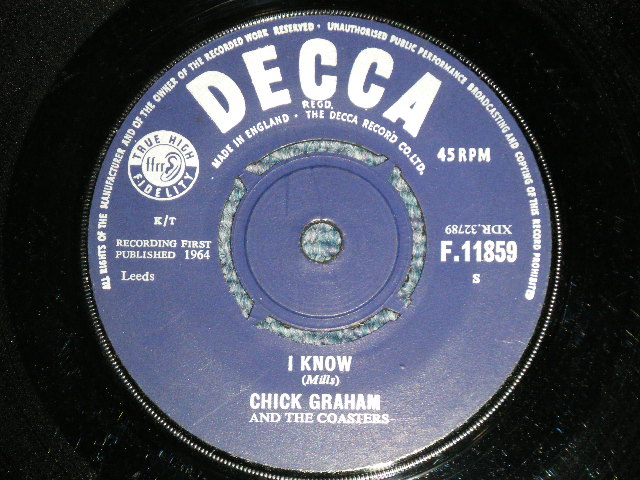 ALL RIGHTS OF THE MANUFACTURER AND OF THE OWNER OF THE RECORDED WORK RESERVED • UNAUTHORISED PUBLIC PERFORMANCE BROADCASTING AND COPYING OF THIS RECORD PROHIBITED
DECCA
REGD.
MADE IN ENGLAND • THE DECCA RECORD CO. LTD.
TRUE HIGH
ffrr
FIDELITY
45 RPM
K/T
XDR.32789
RECORDING FIRST
PUBLISHED 1964
F.11859
Leeds
S
I KNOW
(Mills)
CHICK GRAHAM
AND THE COASTERS